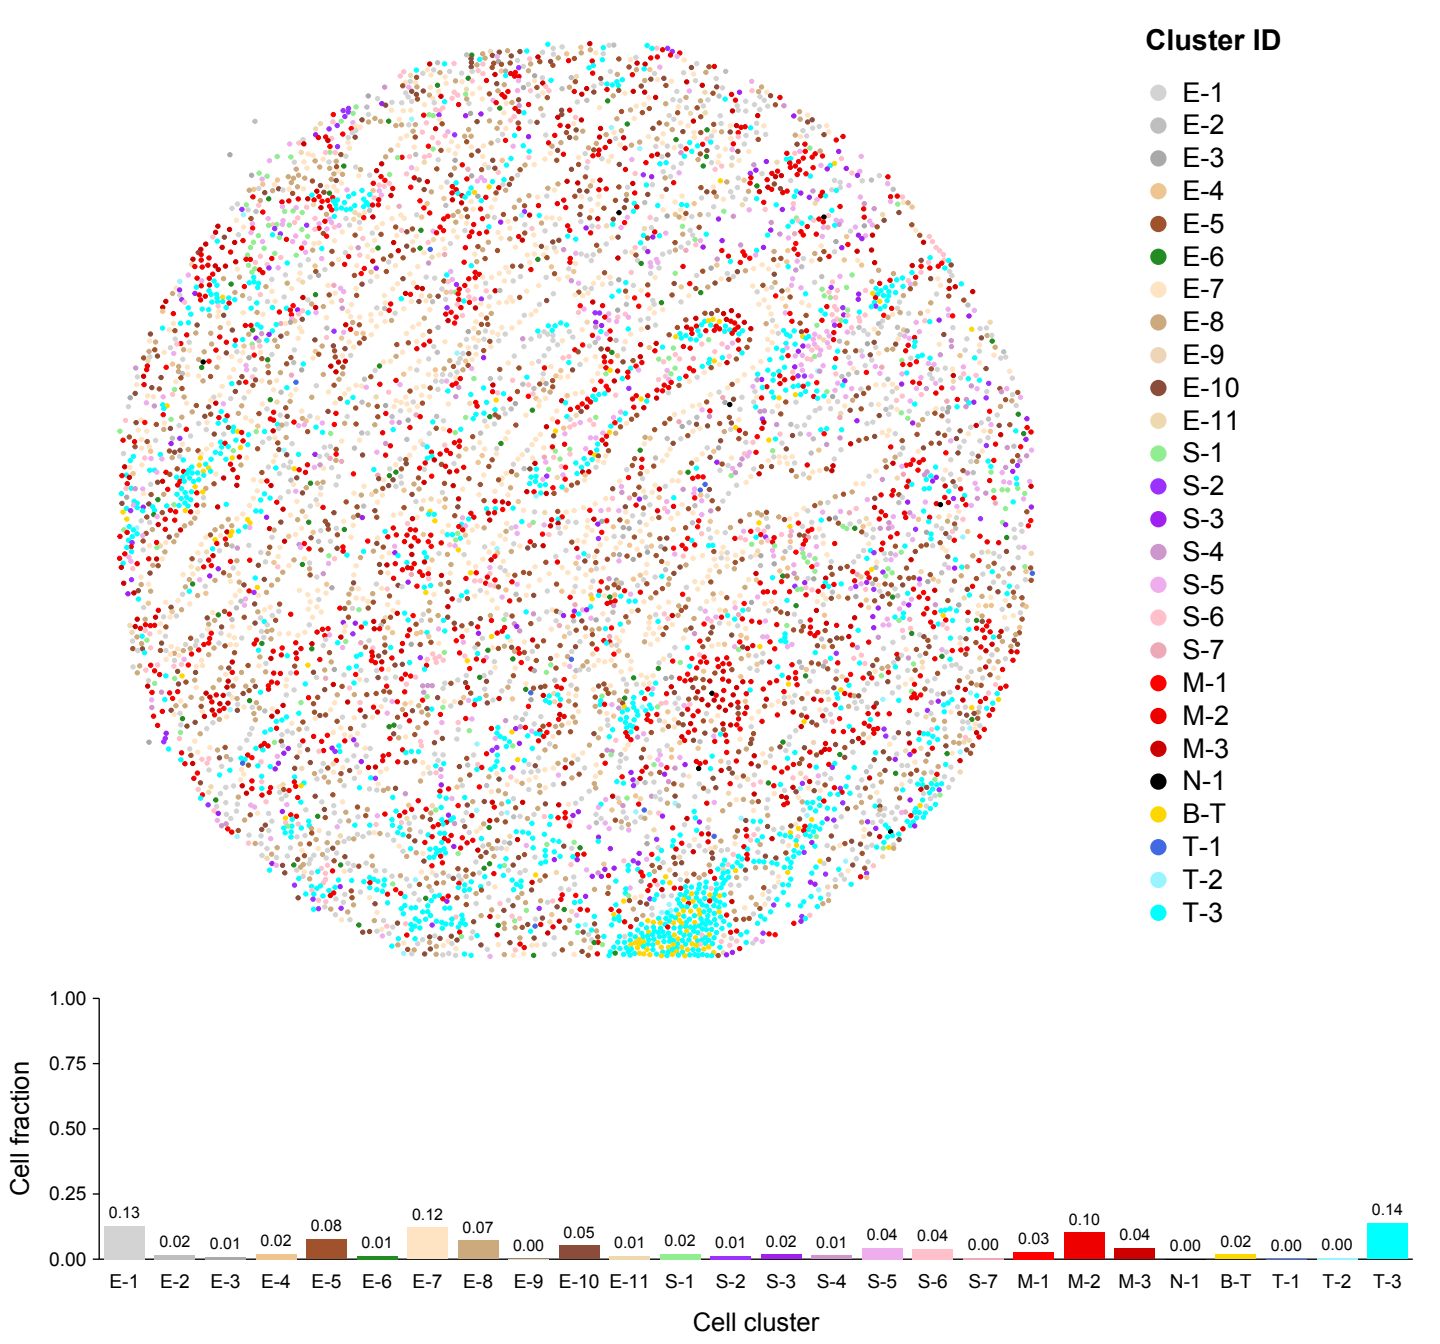 Cluster ID
E-1
E-2
E-3
E-4
E-5
E-6
E-7
E-8
E-9
E-10
E-11
S-1
S-2
S-3
S-4
S-5
S-6
S-7
M-1
M-2
M-3
N-1
B-T
T-1
T-2
T-3
Cell fraction
1.00
0.75
0.50
0.25
0.00
0.13 0.02 0.01 0.02 0.08 0.01 0.12 0.07 0.00 0.05 0.01 0.02 0.01 0.02 0.01 0.04 0.04 0.00 0.03 0.10 0.04 0.00 0.02 0.00 0.00 0.14
E-1 E-2 E-3 E-4 E-5 E-6 E-7 E-8 E-9 E-10 E-11 S-1 S-2 S-3 S-4 S-5 S-6 S-7 M-1 M-2 M-3 N-1 B-T T-1 T-2 T-3
Cell cluster